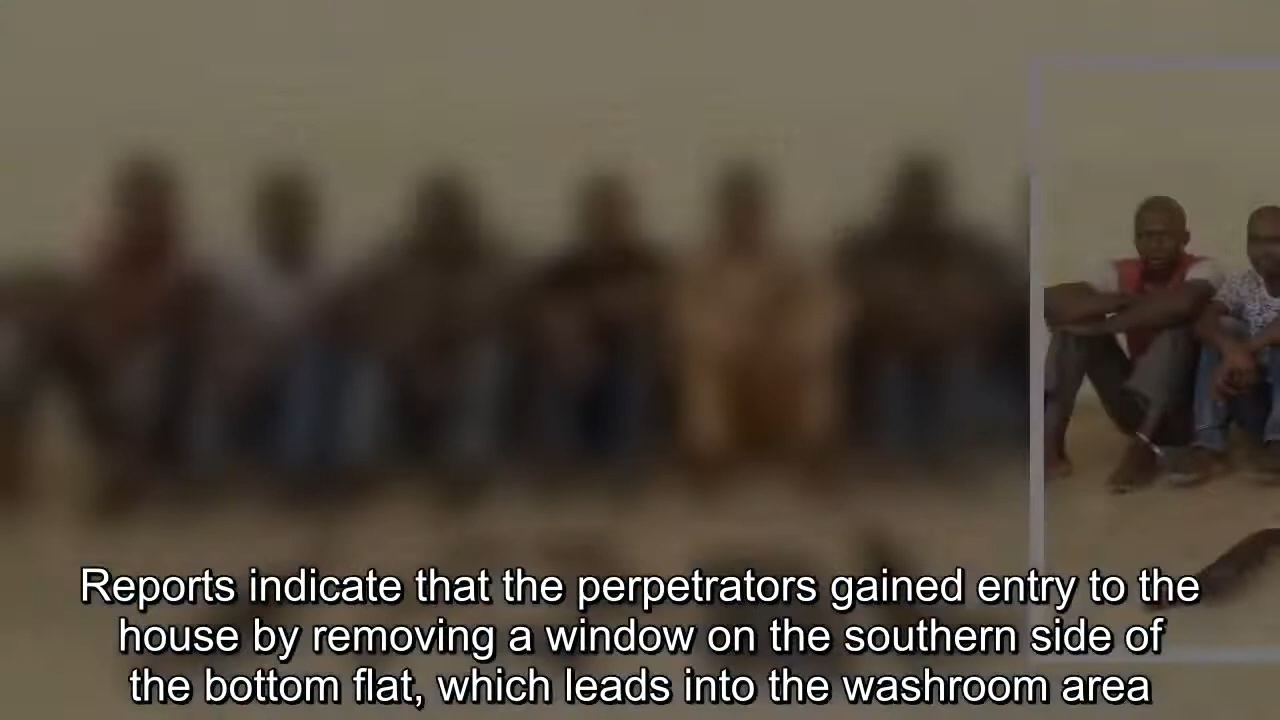 Reports indicate that the perpetrators gained entry to the
house by removing a window on the southern side of
the bottom flat, which leads into the washroom area